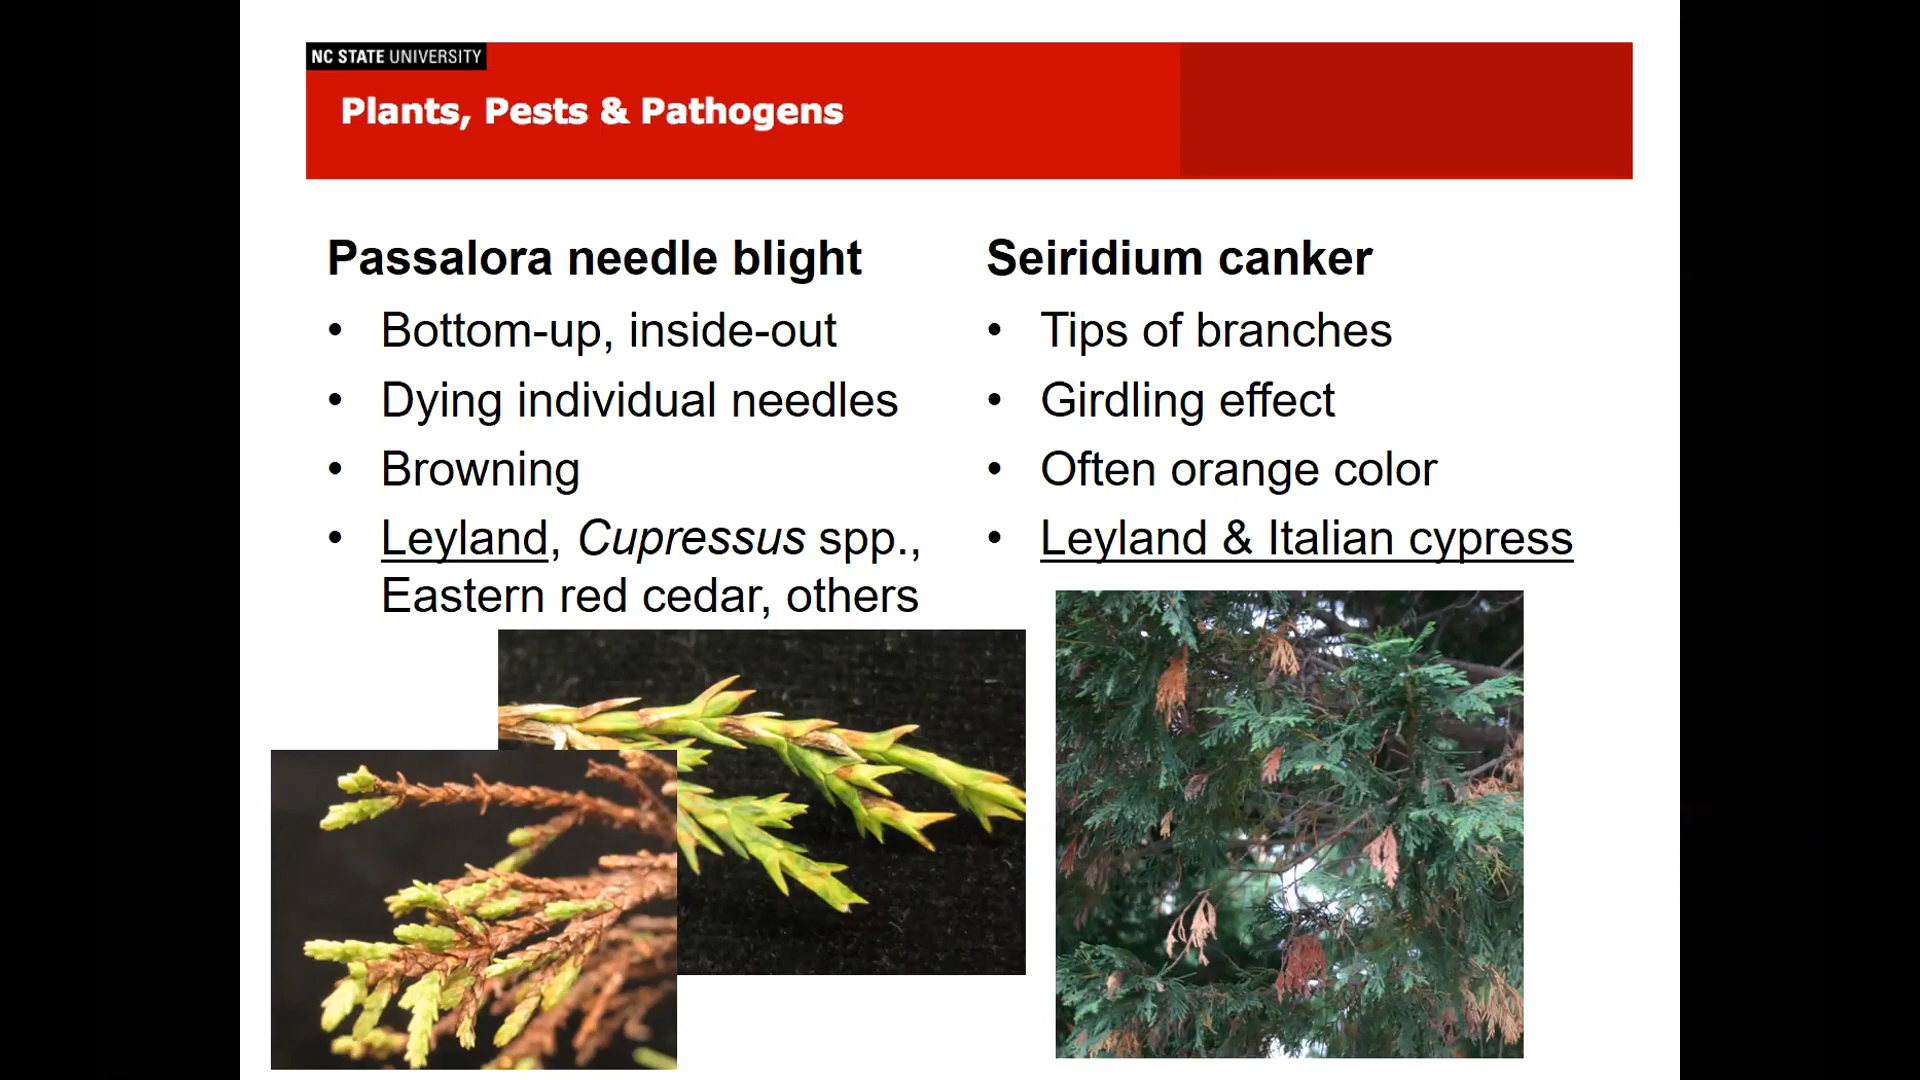 NC STATE UNIVERSITY
Plants, Pests & Pathogens
Passalora needle blight
• Bottom-up, inside-out
• Dying individual needles
• Browning
• Leyland, Cupressus spp.,
Eastern red cedar, others
Seiridium canker
• Tips of branches
• Girdling effect
• Often orange color
• Leyland & Italian cypress